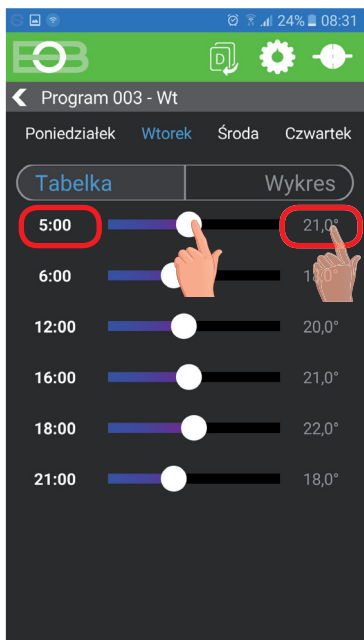 24% 08:31
EOB D
Program 003 - Wt
Poniedziałek Wtorek Środa Czwartek
Tabelka Wykres
5:00 21,0°
6:00
12:00 20,0°
16:00 21,0°
18:00 22,0°
21:00 18,0°